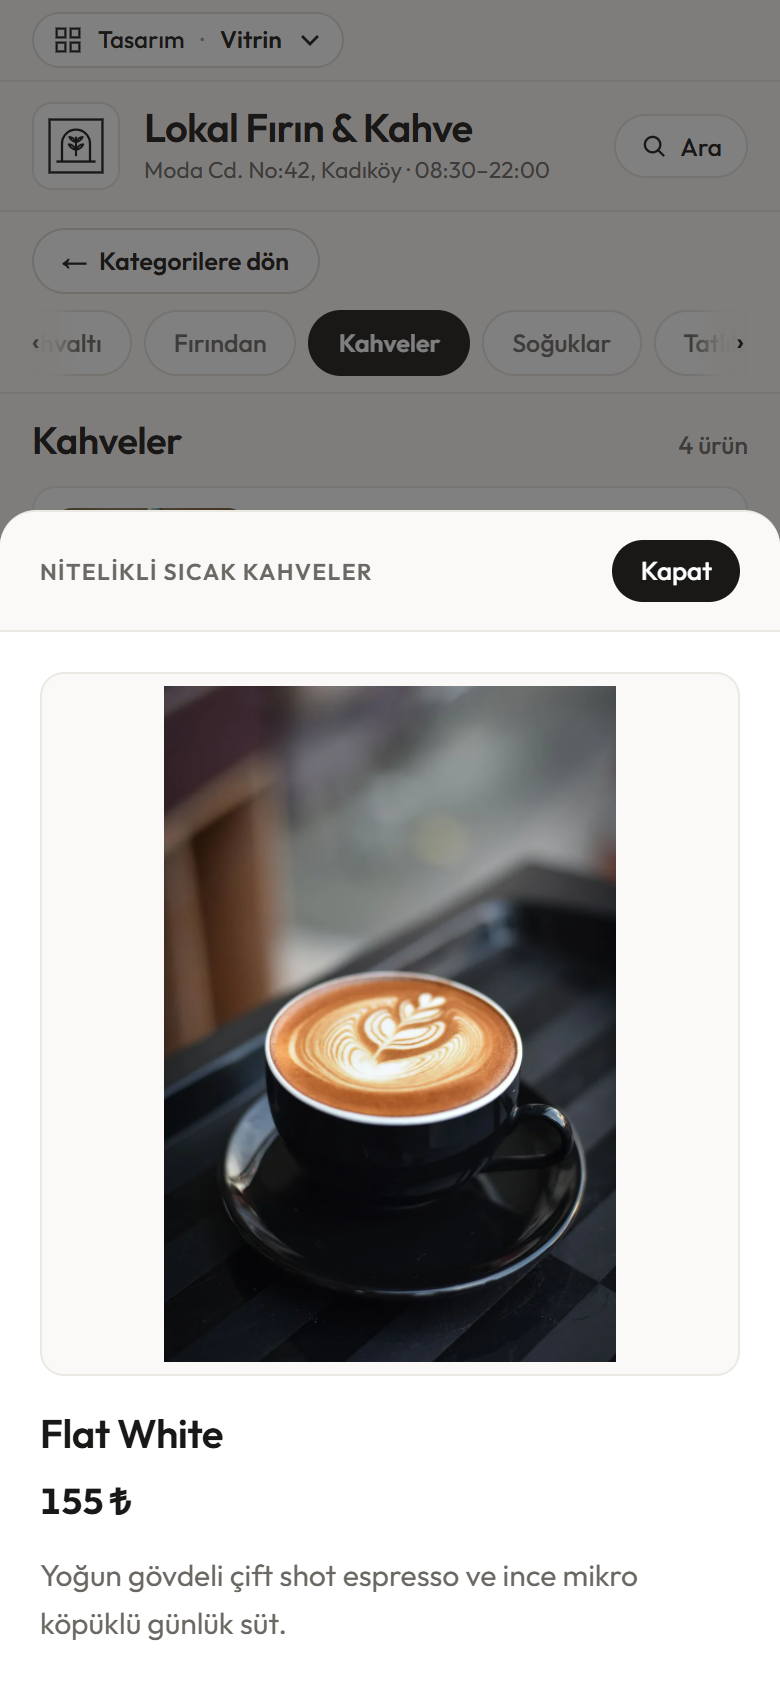 Tasarım · Vitrin
Lokal Fırın & Kahve
Moda Cd. No:42, Kadıköy · 08:30–22:00
Ara
← Kategorilere dön
‹ hvaltı Fırından Kahveler Soğuklar Tatlı ›
Kahveler
4 ürün
NİTELİKLİ SICAK KAHVELER
Kapat
Flat White
155 ₺
Yoğun gövdeli çift shot espresso ve ince mikro
köpüklü günlük süt.